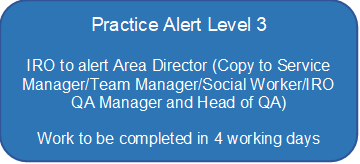 Practice Alert Level 3
IRO to alert Area Director (Copy to Service
Manager/Team Manager/Social Worker/IRO
QA Manager and Head of QA)
Work to be completed in 4 working days